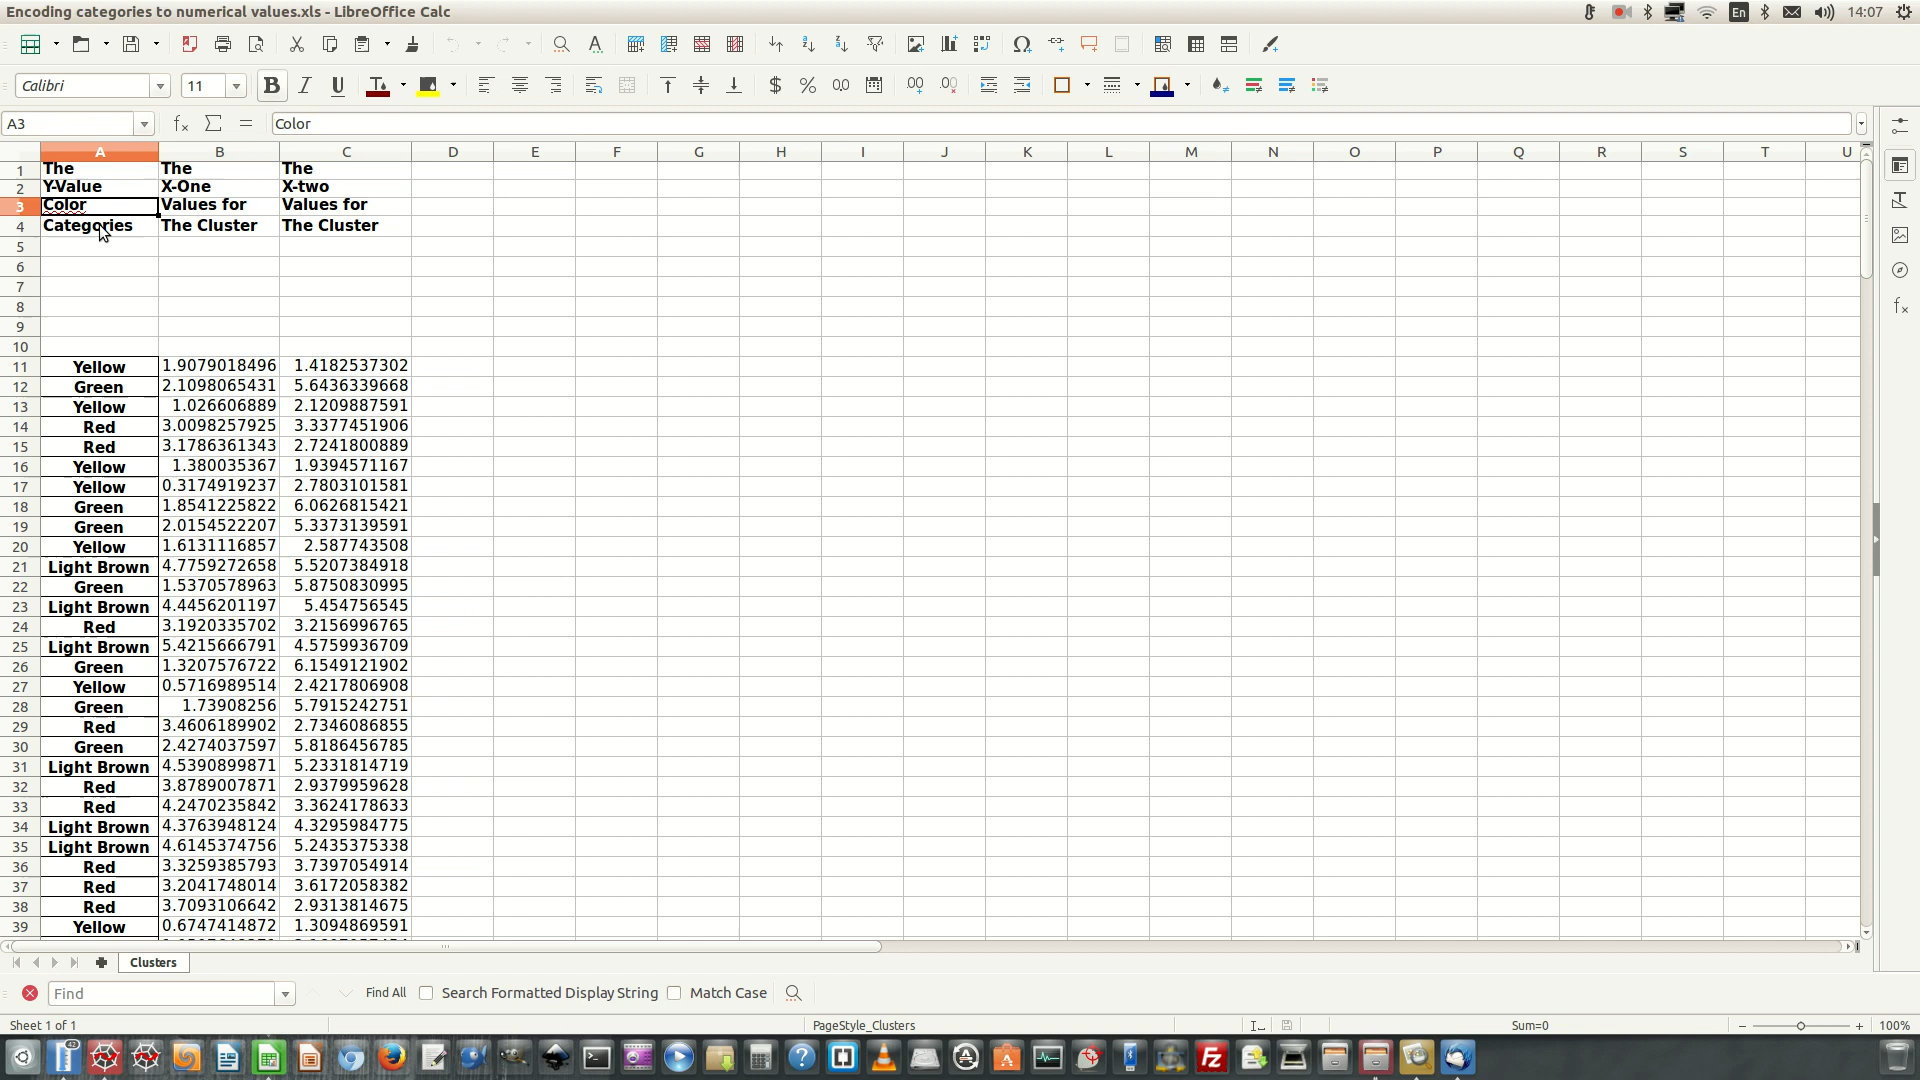 Encoding categories to numerical values.xls - LibreOffice Calc
En 14:07
Calibri 11
A3 Color
A B C D E F G H I J K L M N O P Q R S T U
1 The The The
2 Y-Value X-One X-two
3 Color Values for Values for
4 Categories The Cluster The Cluster
5
6
7
8
9
10
11 Yellow 1.9079018496 1.4182537302
12 Green 2.1098065431 5.6436339668
13 Yellow 1.026606889 2.1209887591
14 Red 3.0098257925 3.3377451906
15 Red 3.1786361343 2.7241800889
16 Yellow 1.380035367 1.9394571167
17 Yellow 0.3174919237 2.7803101581
18 Green 1.8541225822 6.0626815421
19 Green 2.0154522207 5.3373139591
20 Yellow 1.6131116857 2.587743508
21 Light Brown 4.7759272658 5.5207384918
22 Green 1.5370578963 5.8750830995
23 Light Brown 4.4456201197 5.454756545
24 Red 3.1920335702 3.2156996765
25 Light Brown 5.4215666791 4.5759936709
26 Green 1.3207576722 6.1549121902
27 Yellow 0.5716989514 2.4217806908
28 Green 1.73908256 5.7915242751
29 Red 3.4606189902 2.7346086855
30 Green 2.4274037597 5.8186456785
31 Light Brown 4.5390899871 5.2331814719
32 Red 3.8789007871 2.9379959628
33 Red 4.2470235842 3.3624178633
34 Light Brown 4.3763948124 4.3295984775
35 Light Brown 4.6145374756 5.2435375338
36 Red 3.3259385793 3.7397054914
37 Red 3.2041748014 3.6172058382
38 Red 3.7093106642 2.9313814675
39 Yellow 0.6747414872 1.3094869591
Clusters
Find Find All Search Formatted Display String Match Case
Sheet 1 of 1 PageStyle_Clusters Sum=0 100%